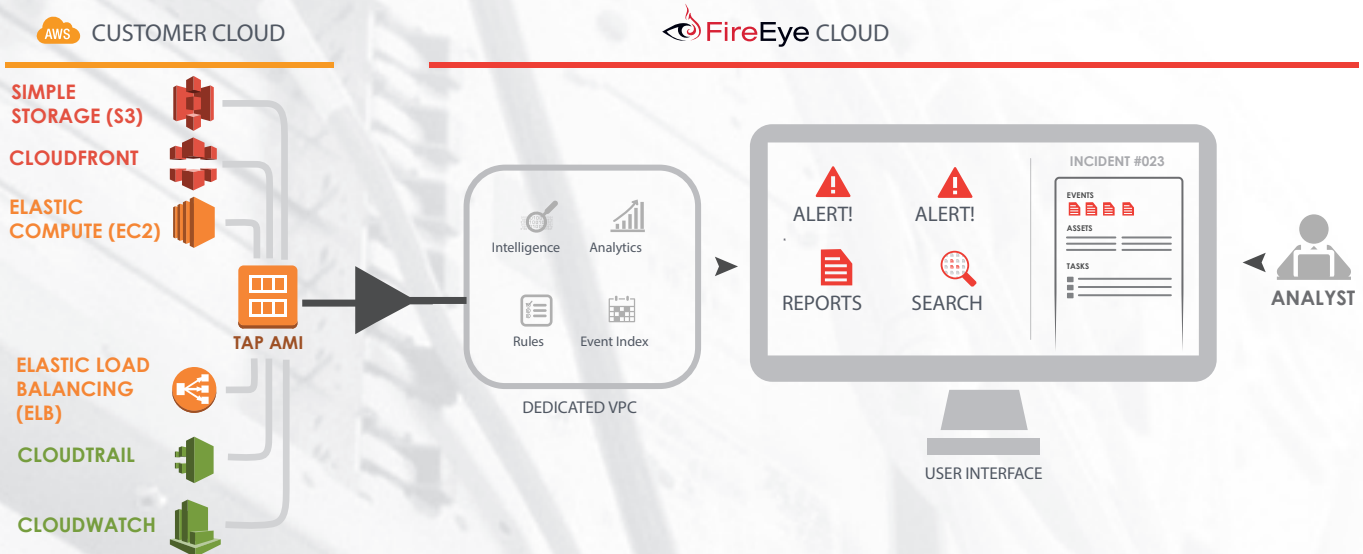 AWS CUSTOMER CLOUD
FireEye CLOUD
SIMPLE
STORAGE (S3)
CLOUDFRONT
ELASTIC
COMPUTE (EC2)
TAP AMI
ELASTIC LOAD
BALANCING
(ELB)
CLOUDTRAIL
CLOUDWATCH
Intelligence
Analytics
Rules
Event Index
DEDICATED VPC
ALERT!
ALERT!
REPORTS
SEARCH
INCIDENT #023
EVENTS
ASSETS
TASKS
USER INTERFACE
ANALYST